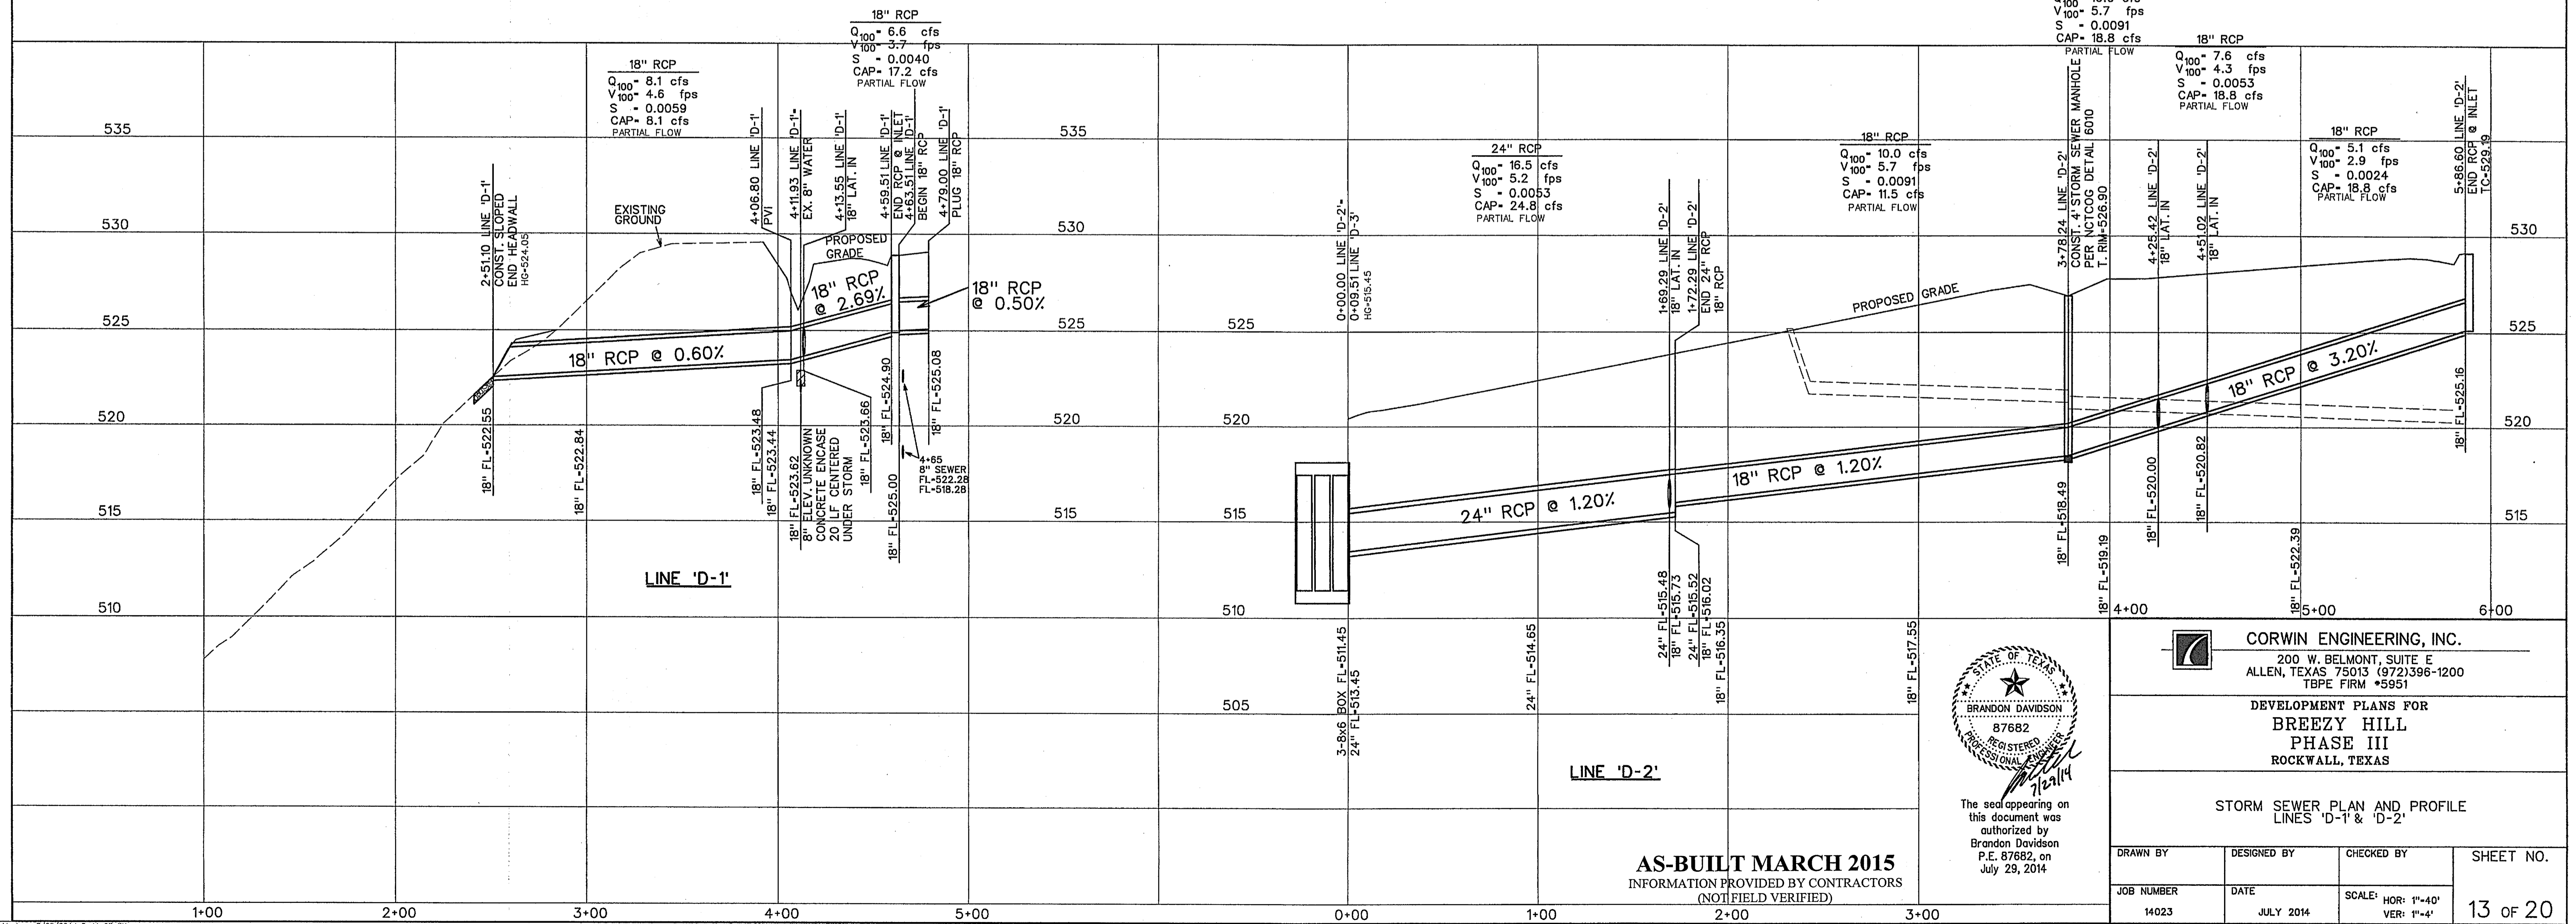 18" RCP
Q100= 8.1 cfs
V100= 4.6 fps
S = 0.0059
CAP= 8.1 cfs
PARTIAL FLOW
18" RCP
Q100= 6.6 cfs
V100= 3.7 fps
S = 0.0040
CAP= 17.2 cfs
PARTIAL FLOW
535
530
525
520
515
510
2+51.10 LINE 'D-1'
CONST. SLOPED
END HEADWALL
HG=524.05
EXISTING
GROUND
4+06.80 LINE 'D-1'
PVI
4+11.93 LINE 'D-1'=
EX. 8" WATER
4+13.55 LINE 'D-1'
18" LAT. IN
4+59.51 LINE 'D-1'
END RCP @ INLET
4+63.51 LINE 'D-1'
BEGIN 18" RCP
4+79.00 LINE 'D-1'
PLUG 18" RCP
PROPOSED
GRADE
18" RCP
@ 2.69%
18" RCP
@ 0.50%
18" RCP @ 0.60%
18" FL=522.55
18" FL=522.84
18" FL=523.48
18" FL=523.44
18" FL=523.62
8" ELEV. UNKNOWN
CONCRETE ENCASE
20 LF CENTERED
UNDER STORM
18" FL=523.66
18" FL=524.90
18" FL=525.00
18" FL=525.08
4+65
8" SEWER
FL=522.28
FL=518.28
LINE 'D-1'
1+00
2+00
3+00
4+00
5+00
535
530
525
520
515
525
520
515
510
505
24" RCP
Q100= 16.5 cfs
V100= 5.2 fps
S = 0.0053
CAP= 24.8 cfs
PARTIAL FLOW
18" RCP
Q100= 10.0 cfs
V100= 5.7 fps
S = 0.0091
CAP= 11.5 cfs
PARTIAL FLOW
V100= 5.7 fps
S = 0.0091
CAP= 18.8 cfs
PARTIAL FLOW
18" RCP
Q100= 7.6 cfs
V100= 4.3 fps
S = 0.0053
CAP= 18.8 cfs
PARTIAL FLOW
18" RCP
Q100= 5.1 cfs
V100= 2.9 fps
S = 0.0024
CAP= 18.8 cfs
PARTIAL FLOW
0+00.00 LINE 'D-2'=
0+09.51 LINE 'D-3'
HG=515.45
1+69.29 LINE 'D-2'
18" LAT. IN
1+72.29 LINE 'D-2'
END 24" RCP
18" RCP
3+78.24 LINE 'D-2'
CONST. 4' STORM SEWER MANHOLE
PER NCTCOG DETAIL 6010
T. RIM=526.90
4+25.42 LINE 'D-2'
18" LAT. IN
4+51.02 LINE 'D-2'
18" LAT. IN
5+86.60 LINE 'D-2'
END RCP @ INLET
TC=529.19
PROPOSED GRADE
24" RCP @ 1.20%
18" RCP @ 1.20%
18" RCP @ 3.20%
3-8x6 BOX FL=511.45
24" FL=513.45
24" FL=514.65
24" FL=515.48
18" FL=515.73
24" FL=515.52
18" FL=516.02
18" FL=516.35
18" FL=517.55
18" FL=518.49
18" FL=519.19
18" FL=520.00
18" FL=520.82
18" FL=522.39
18" FL=525.16
530
525
520
515
4+00
5+00
6+00
LINE 'D-2'
0+00
1+00
2+00
3+00
AS-BUILT MARCH 2015
INFORMATION PROVIDED BY CONTRACTORS
(NOT FIELD VERIFIED)
STATE OF TEXAS
BRANDON DAVIDSON
87682
REGISTERED
PROFESSIONAL ENGINEER
7/29/14
The seal appearing on
this document was
authorized by
Brandon Davidson
P.E. 87682, on
July 29, 2014
CORWIN ENGINEERING, INC.
200 W. BELMONT, SUITE E
ALLEN, TEXAS 75013 (972)396-1200
TBPE FIRM #5951
DEVELOPMENT PLANS FOR
BREEZY HILL
PHASE III
ROCKWALL, TEXAS
STORM SEWER PLAN AND PROFILE
LINES 'D-1' & 'D-2'
DRAWN BY
DESIGNED BY
CHECKED BY
SHEET NO.
JOB NUMBER
14023
DATE
JULY 2014
SCALE: HOR: 1"=40'
VER: 1"=4'
13 OF 20